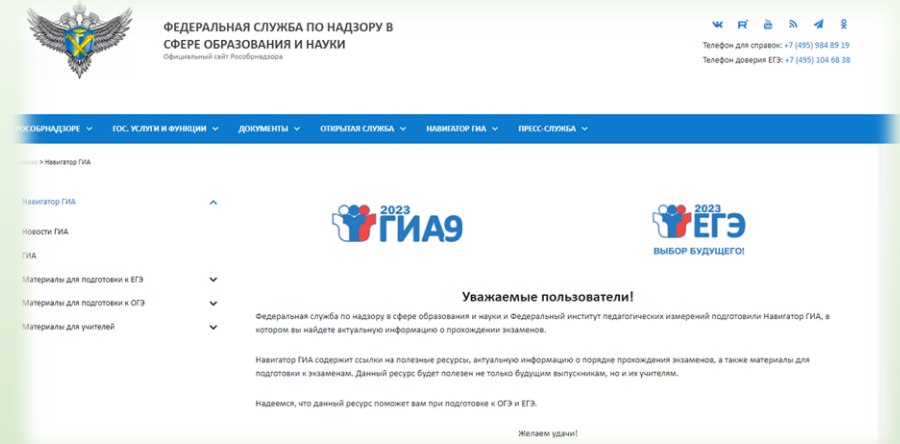 ФЕДЕРАЛЬНАЯ СЛУЖБА ПО НАДЗОРУ В
СФЕРЕ ОБРАЗОВАНИЯ И НАУКИ
Официальный сайт Рособрнадзора
Телефон для справок: +7 (495) 984 89 19
Телефон доверия ЕГЭ: +7 (495) 104 68 38
РОСОБРНАДЗОРЕ ГОС. УСЛУГИ И ФУНКЦИИ ДОКУМЕНТЫ ОТКРЫТАЯ СЛУЖБА НАВИГАТОР ГИА ПРЕСС-СЛУЖБА
Главная > Навигатор ГИА
Навигатор ГИА
Новости ГИА
ГИА
Материалы для подготовки к ЕГЭ
Материалы для подготовки к ОГЭ
Материалы для учителей
2023
ГИА9
2023
ЕГЭ
ВЫБОР БУДУЩЕГО!
Уважаемые пользователи!
Федеральная служба по надзору в сфере образования и науки и Федеральный институт педагогических измерений подготовили Навигатор ГИА, в
котором вы найдете актуальную информацию о прохождении экзаменов.
Навигатор ГИА содержит ссылки на полезные ресурсы, актуальную информацию о порядке прохождения экзаменов, а также материалы для
подготовки к экзаменам. Данный ресурс будет полезен не только будущим выпускникам, но и их учителям.
Надеемся, что данный ресурс поможет вам при подготовке к ОГЭ и ЕГЭ.
Желаем удачи!